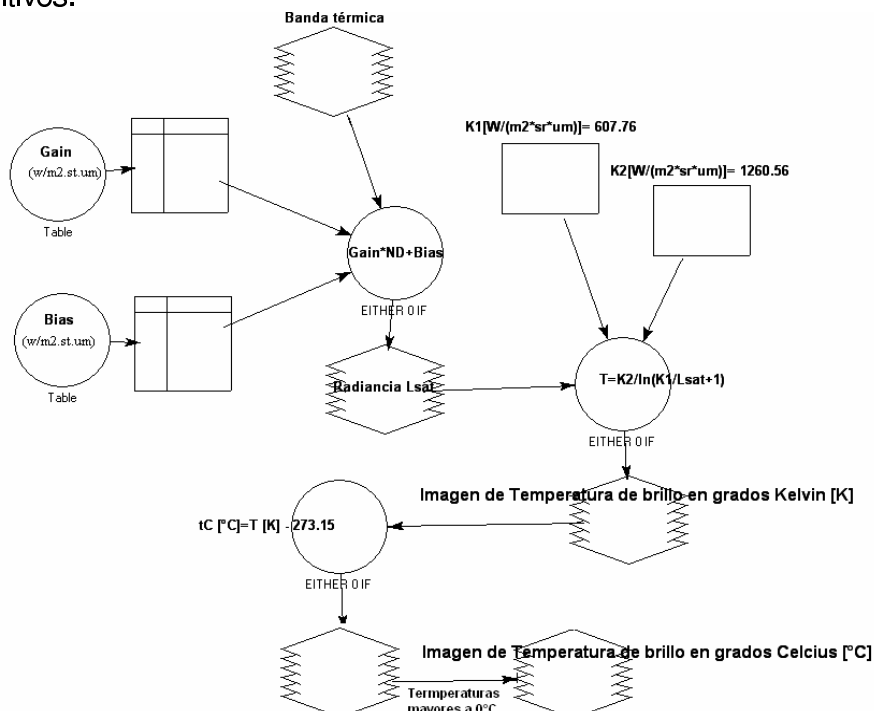 itivos.
Banda térmica
K1[W/(m2*sr*um)]= 607.76
Gain
(w/m2.st.um)
K2[W/(m2*sr*um)]= 1260.56
Table
Gain*ND+Bias
Bias
(w/m2.st.um)
EITHER 0 IF
Table
Radiancia Lsat
T=K2/ln(K1/Lsat+1)
EITHER 0 IF
Imagen de Temperatura de brillo en grados Kelvin [K]
tC [°C]=T [K] -273.15
EITHER 0 IF
Imagen de Temperatura de brillo en grados Celcius [°C]
Termperaturas
mayores a 0°C